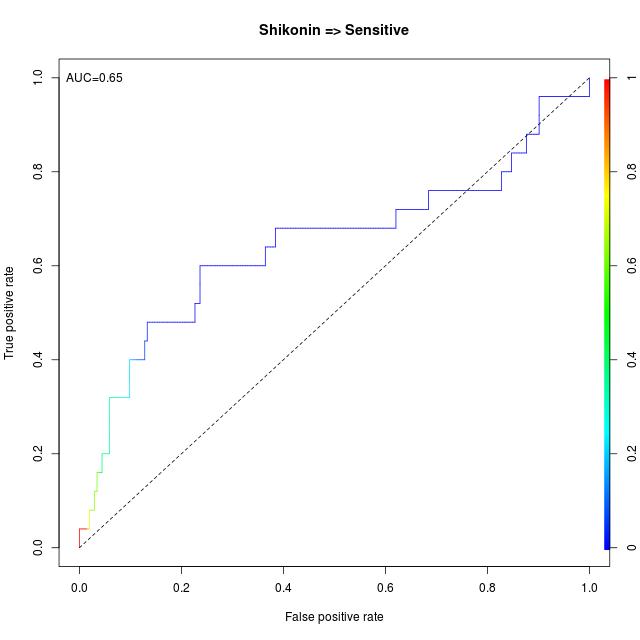 Shikonin => Sensitive
AUC=0.65
True positive rate
0.0 0.2 0.4 0.6 0.8 1.0
0.0 0.2 0.4 0.6 0.8 1.0
False positive rate
0 0.2 0.4 0.6 0.8 1